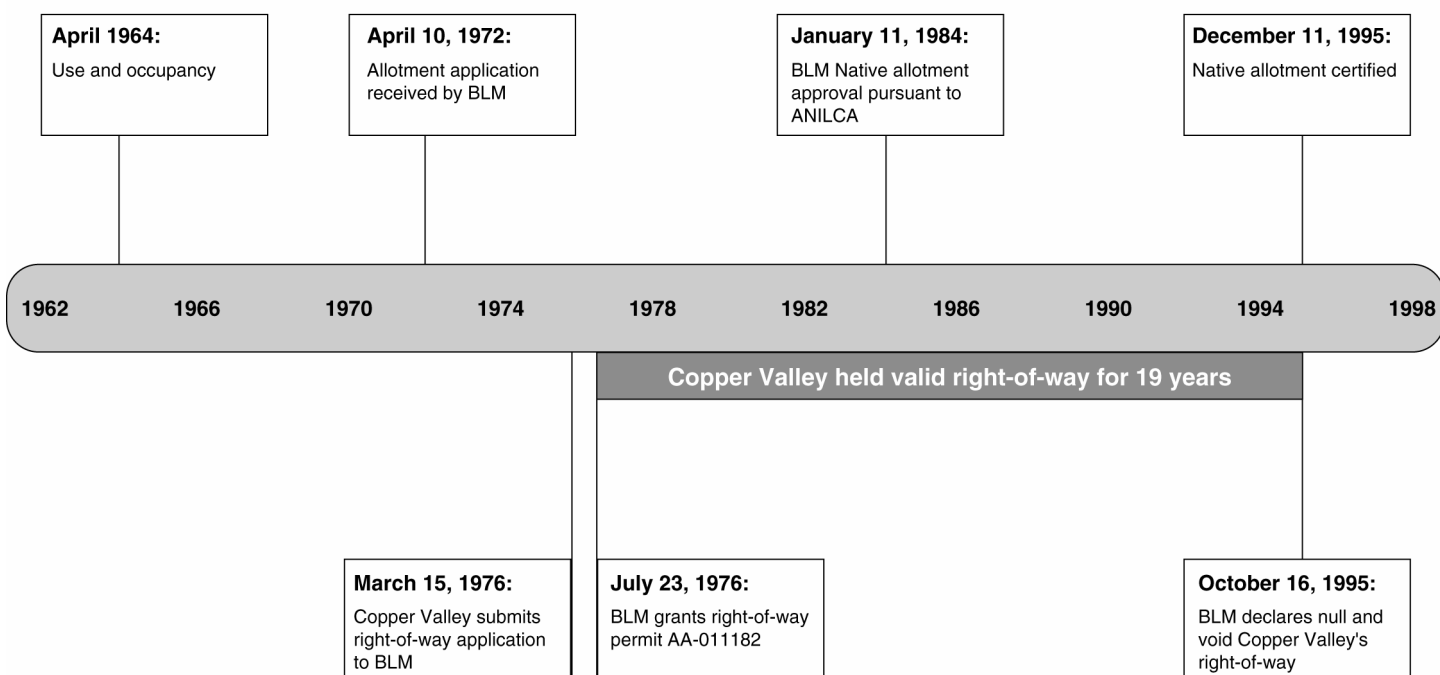 April 1964:
Use and occupancy
April 10, 1972:
Allotment application
received by BLM
January 11, 1984:
BLM Native allotment
approval pursuant to
ANILCA
December 11, 1995:
Native allotment certified
1962 1966 1970 1974 1978 1982 1986 1990 1994 1998
Copper Valley held valid right-of-way for 19 years
March 15, 1976:
Copper Valley submits
right-of-way application
to BLM
July 23, 1976:
BLM grants right-of-way
permit AA-011182
October 16, 1995:
BLM declares null and
void Copper Valley's
right-of-way